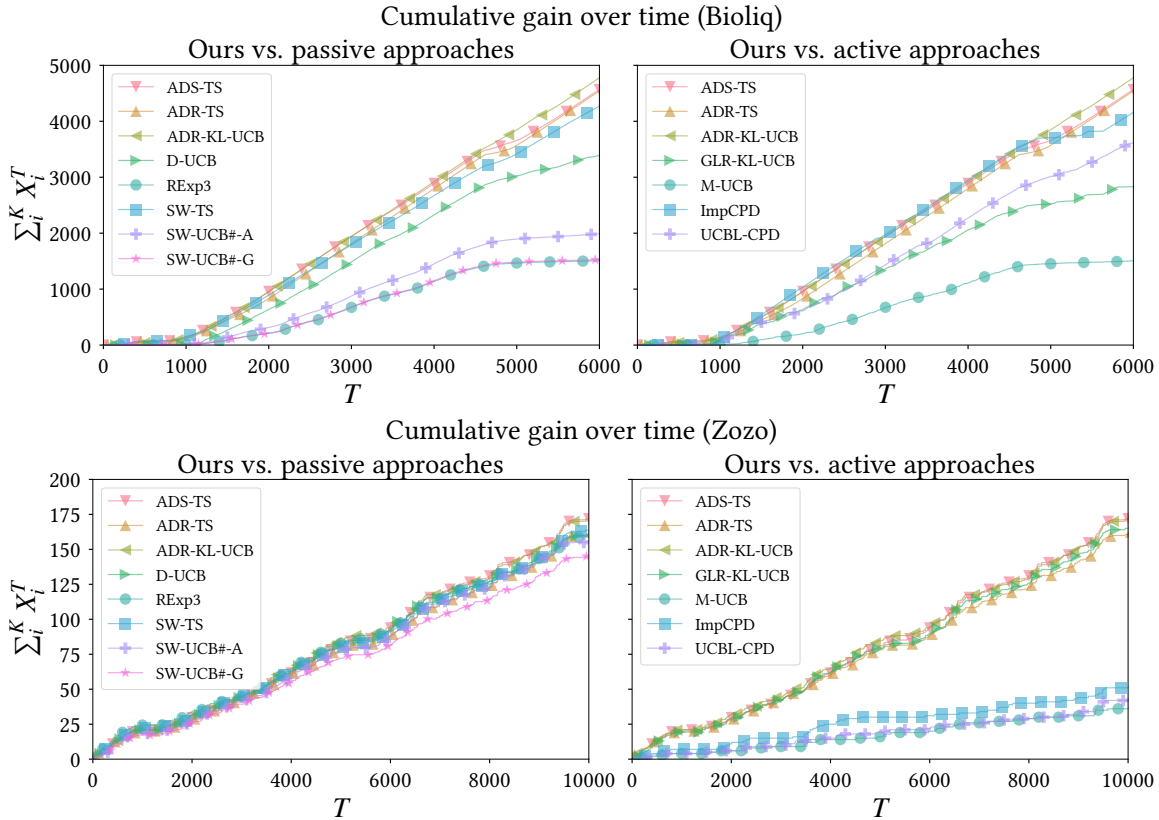 Cumulative gain over time (Bioliq)
Ours vs. passive approaches
Ours vs. active approaches
5000
4000
3000
2000
1000
0
∑_i^K X_i^T
ADS-TS
ADR-TS
ADR-KL-UCB
D-UCB
RExp3
SW-TS
SW-UCB#-A
SW-UCB#-G
0 1000 2000 3000 4000 5000 6000
T
ADS-TS
ADR-TS
ADR-KL-UCB
GLR-KL-UCB
M-UCB
ImpCPD
UCBL-CPD
0 1000 2000 3000 4000 5000 6000
T
Cumulative gain over time (Zozo)
Ours vs. passive approaches
Ours vs. active approaches
200
175
150
125
100
75
50
25
0
∑_i^K X_i^T
ADS-TS
ADR-TS
ADR-KL-UCB
D-UCB
RExp3
SW-TS
SW-UCB#-A
SW-UCB#-G
0 2000 4000 6000 8000 10000
T
ADS-TS
ADR-TS
ADR-KL-UCB
GLR-KL-UCB
M-UCB
ImpCPD
UCBL-CPD
0 2000 4000 6000 8000 10000
T